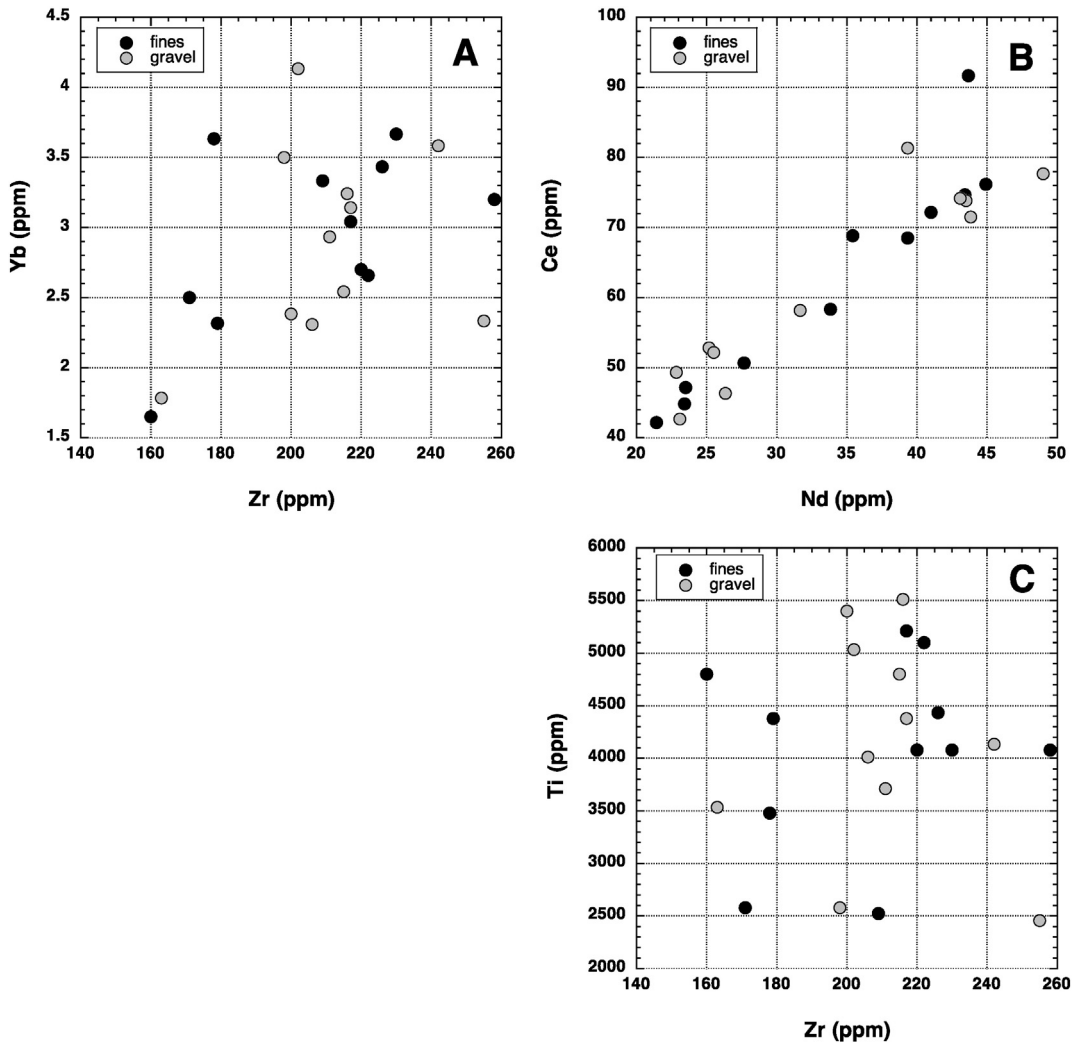 A
fines
gravel
4.5
4
3.5
3
2.5
2
1.5
Yb (ppm)
140 160 180 200 220 240 260
Zr (ppm)
B
fines
gravel
100
90
80
70
60
50
40
Ce (ppm)
20 25 30 35 40 45 50
Nd (ppm)
C
fines
gravel
6000
5500
5000
4500
4000
3500
3000
2500
2000
Ti (ppm)
140 160 180 200 220 240 260
Zr (ppm)